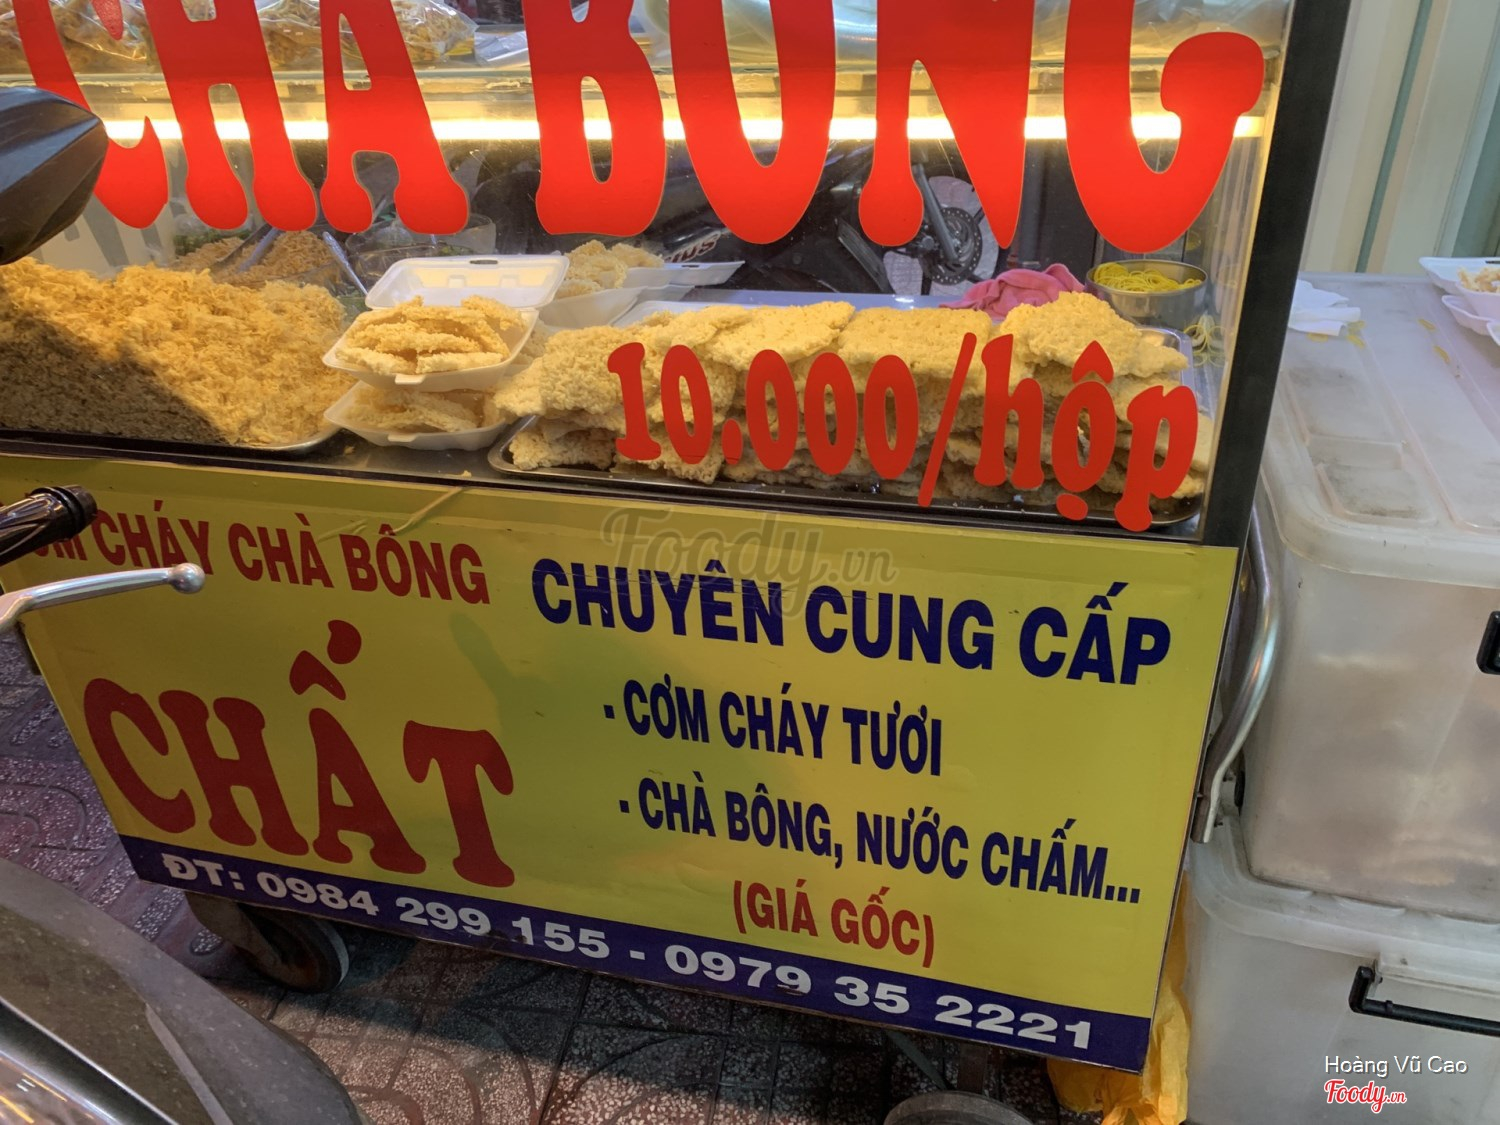 CHÀ BÔNG
10.000/hộp
CHÁY CHÀ BÔNG
CHẤT
CHUYÊN CUNG CẤP
- CƠM CHÁY TƯƠI
- CHÀ BÔNG, NƯỚC CHẤM...
(GIÁ GỐC)
ĐT: 0984 299 155 - 0979 35 2221
Foody.vn
Hoàng Vũ Cao
Foody.vn